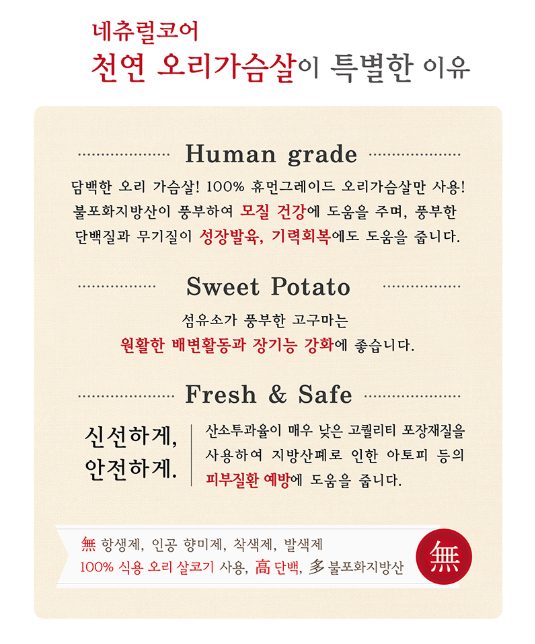 네츄럴코어
천연 오리가슴살이 특별한 이유
Human grade
담백한 오리 가슴살! 100% 휴먼그레이드 오리가슴살만 사용!
불포화지방산이 풍부하여 모질 건강에 도움을 주며, 풍부한
단백질과 무기질이 성장발육, 기력회복에도 도움을 줍니다.
Sweet Potato
섬유소가 풍부한 고구마는
원활한 배변활동과 장기능 강화에 좋습니다.
Fresh & Safe
신선하게,
안전하게.
산소투과율이 매우 낮은 고퀄리티 포장재질을
사용하여 지방산폐로 인한 아토피 등의
피부질환 예방에 도움을 줍니다.
無 항생제, 인공 향미제, 착색제, 발색제
100% 식용 오리 살코기 사용, 高 단백, 多 불포화지방산
無